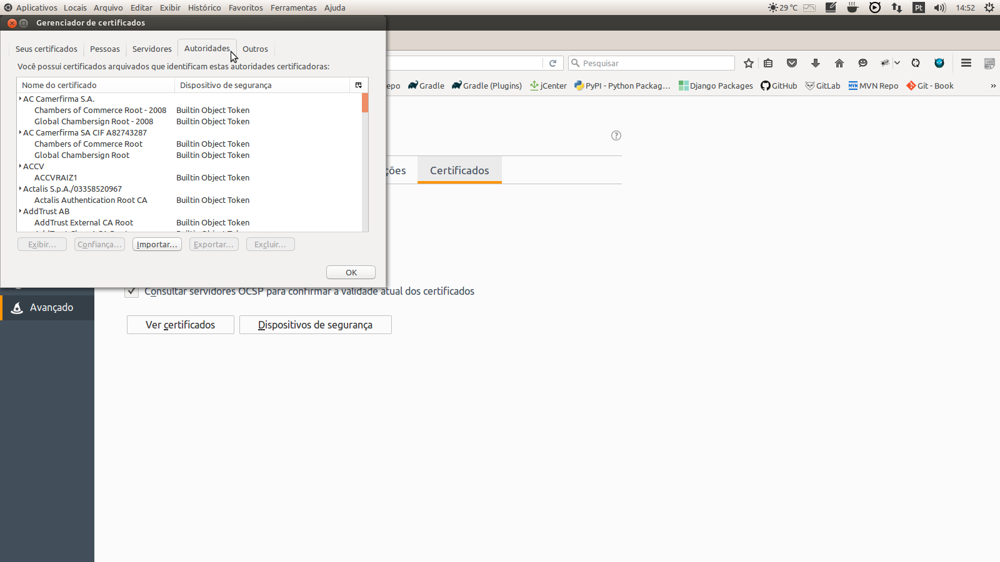 Aplicativos Locais Arquivo Editar Exibir Histórico Favoritos Ferramentas Ajuda 29 °C Pt 14:52
Gerenciador de certificados
Seus certificados Pessoas Servidores Autoridades Outros
Você possui certificados arquivados que identificam estas autoridades certificadoras:
Nome do certificado Dispositivo de segurança
AC Camerfirma S.A.
Chambers of Commerce Root - 2008 Builtin Object Token
Global Chambersign Root - 2008 Builtin Object Token
AC Camerfirma SA CIF A82743287
Chambers of Commerce Root Builtin Object Token
Global Chambersign Root Builtin Object Token
ACCV
ACCVRAIZ1 Builtin Object Token
Actalis S.p.A./03358520967
Actalis Authentication Root CA Builtin Object Token
AddTrust AB
AddTrust External CA Root Builtin Object Token
Exibir... Confiança... Importar... Exportar... Excluir...
OK
Pesquisar
epo Gradle Gradle (Plugins) jCenter PyPI - Python Packag... Django Packages GitHub GitLab MVN Repo Git - Book »
?
ções Certificados
Consultar servidores OCSP para confirmar a validade atual dos certificados
Avançado
Ver certificados Dispositivos de segurança